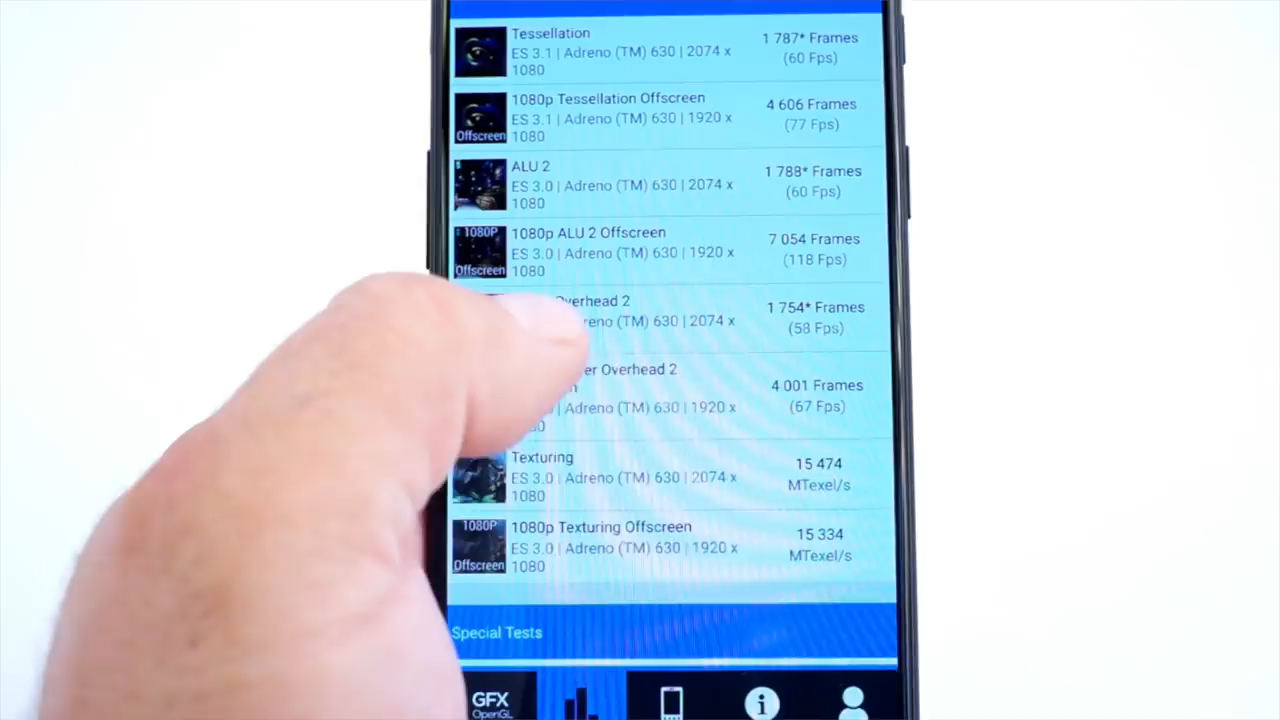 Tessellation
1 787* Frames
ES 3.1 | Adreno (TM) 630 | 2074 x
(60 Fps)
1080
1080p Tessellation Offscreen
4 606 Frames
ES 3.1 | Adreno (TM) 630 | 1920 x
(77 Fps)
Offscreen
1080
ALU 2
1 788* Frames
ES 3.0 | Adreno (TM) 630 | 2074 x
(60 Fps)
1080
1080P
1080p ALU 2 Offscreen
7 054 Frames
ES 3.0 | Adreno (TM) 630 | 1920 x
(118 Fps)
Offscreen
1080
Overhead 2
1 754* Frames
630 | 2074 x
(58 Fps)
Overhead 2
4 001 Frames
Adreno (TM) 630 | 1920 x
(67 Fps)
Texturing
15 474
ES 3.0 | Adreno (TM) 630 | 2074 x
MTexel/s
1080
1080P
1080p Texturing Offscreen
15 334
ES 3.0 | Adreno (TM) 630 | 1920 x
MTexel/s
Offscreen
1080
Special Tests
GFX
OpenGL